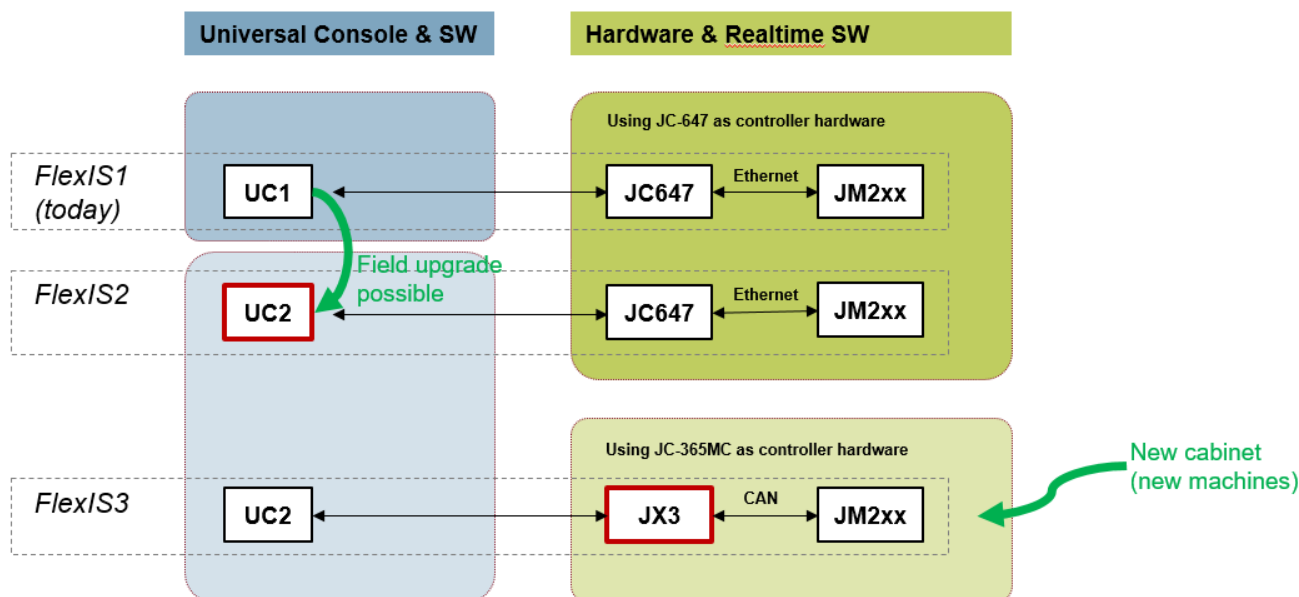 Universal Console & SW
Hardware & Realtime SW
Using JC-647 as controller hardware
FlexIS1
(today)
UC1
JC647
Ethernet
JM2xx
Field upgrade
possible
FlexIS2
UC2
JC647
Ethernet
JM2xx
Using JC-365MC as controller hardware
New cabinet
(new machines)
FlexIS3
UC2
JX3
CAN
JM2xx